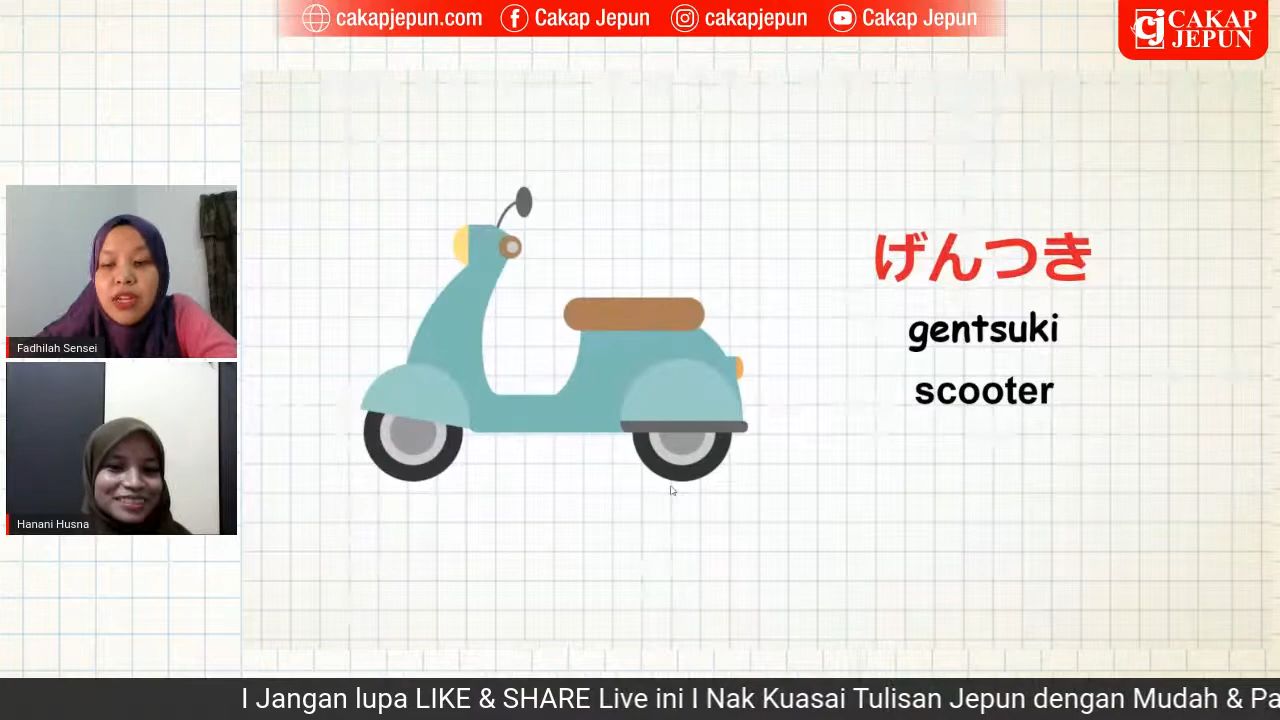 cakapjepun.com Cakap Jepun cakapjepun Cakap Jepun
CAKAP
JEPUN
げんつき
gentsuki
scooter
Fadhilah Sensei
Hanani Husna
I Jangan lupa LIKE & SHARE Live ini I Nak Kuasai Tulisan Jepun dengan Mudah & Pa